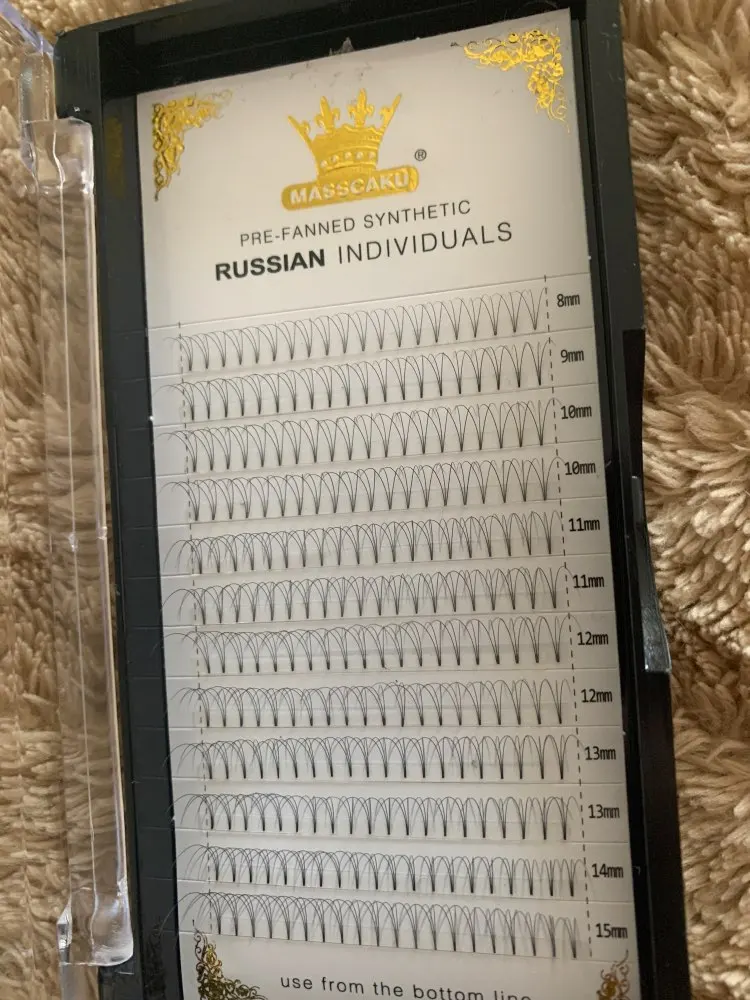 MASSCAKU ®
PRE-FANNED SYNTHETIC
RUSSIAN INDIVIDUALS
8mm
9mm
10mm
10mm
11mm
11mm
12mm
12mm
13mm
13mm
14mm
15mm
use from the bottom line